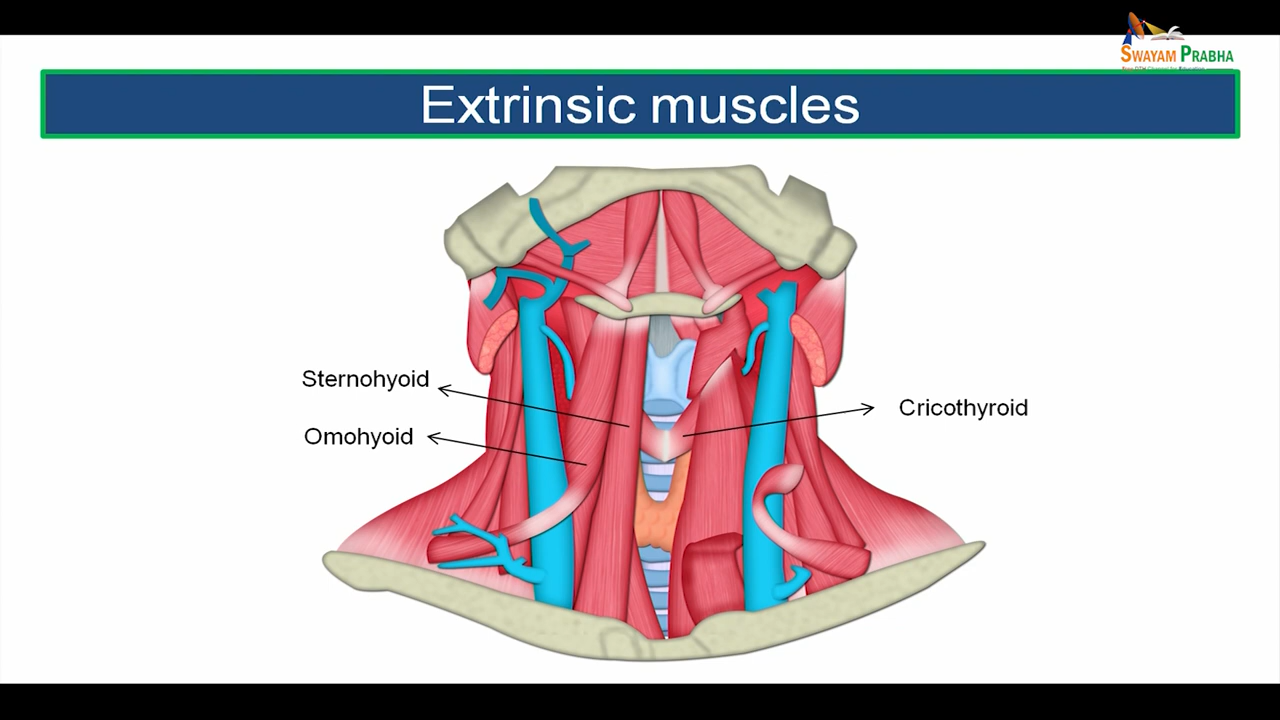 SWAYAM PRABHA
Extrinsic muscles
Sternohyoid
Cricothyroid
Omohyoid